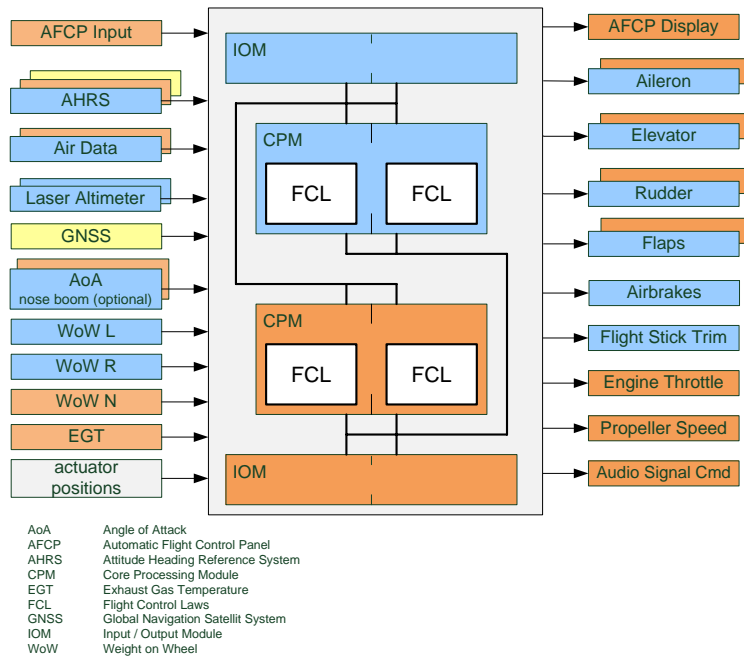 AFCP Input
AHRS
Air Data
Laser Altimeter
GNSS
AoA
nose boom (optional)
WoW L
WoW R
WoW N
EGT
actuator
positions
IOM
CPM
FCL FCL
CPM
FCL FCL
IOM
AFCP Display
Aileron
Elevator
Rudder
Flaps
Airbrakes
Flight Stick Trim
Engine Throttle
Propeller Speed
Audio Signal Cmd
AoA Angle of Attack
AFCP Automatic Flight Control Panel
AHRS Attitude Heading Reference System
CPM Core Processing Module
EGT Exhaust Gas Temperature
FCL Flight Control Laws
GNSS Global Navigation Satellit System
IOM Input / Output Module
WoW Weight on Wheel